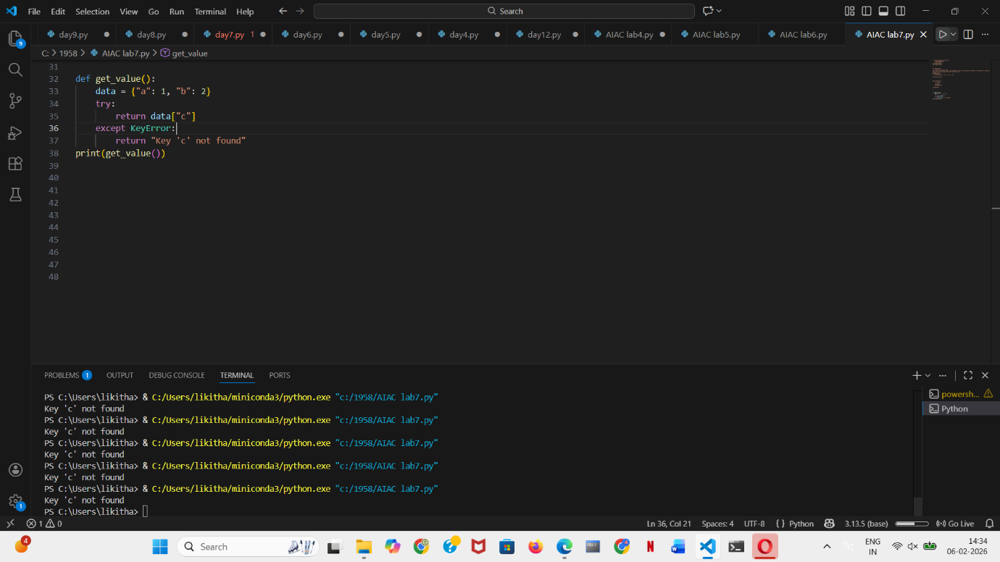 File Edit Selection View Go Run Terminal Help
Search
9
day9.py
day8.py
day7.py 1
day6.py
day5.py
day4.py
day12.py
AIAC lab4.py
AIAC lab5.py
AIAC lab6.py
AIAC lab7.py
C: > 1958 > AIAC lab7.py > get_value
31
32 def get_value():
33 data = {"a": 1, "b": 2}
34 try:
35 return data["c"]
36 except KeyError:
37 return "Key 'c' not found"
38 print(get_value())
39
40
41
42
43
44
45
46
47
48
PROBLEMS 1 OUTPUT DEBUG CONSOLE TERMINAL PORTS
PS C:\Users\likitha> & C:/Users/likitha/miniconda3/python.exe "c:/1958/AIAC lab7.py"
Key 'c' not found
PS C:\Users\likitha> & C:/Users/likitha/miniconda3/python.exe "c:/1958/AIAC lab7.py"
Key 'c' not found
PS C:\Users\likitha> & C:/Users/likitha/miniconda3/python.exe "c:/1958/AIAC lab7.py"
Key 'c' not found
PS C:\Users\likitha> & C:/Users/likitha/miniconda3/python.exe "c:/1958/AIAC lab7.py"
Key 'c' not found
PS C:\Users\likitha> & C:/Users/likitha/miniconda3/python.exe "c:/1958/AIAC lab7.py"
Key 'c' not found
PS C:\Users\likitha>
powersh...
Python
1
1 0
Ln 36, Col 21 Spaces: 4 UTF-8 { } Python 3.13.5 (base) Go Live
4
Search
ENG
IN
14:34
06-02-2026